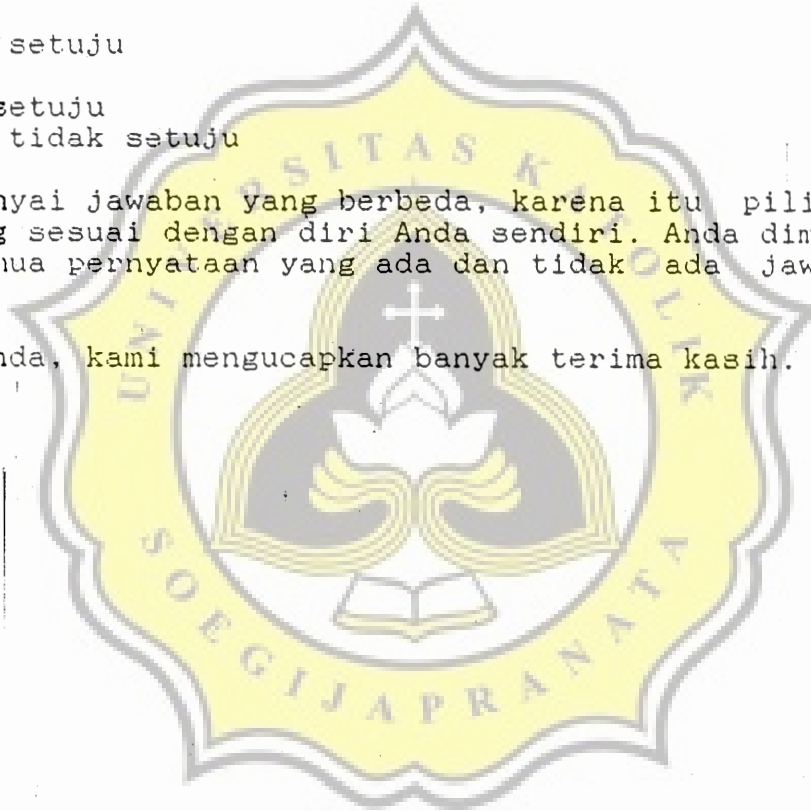 setuju
setuju
tidak setuju
nyai jawaban yang berbeda, karena itu pili
g sesuai dengan diri Anda sendiri. Anda dim
nua pernyataan yang ada dan tidak ada jaw
nda, kami mengucapkan banyak terima kasih.
UNIVERSITAS KATOLIK
SOEGIJAPRANATA